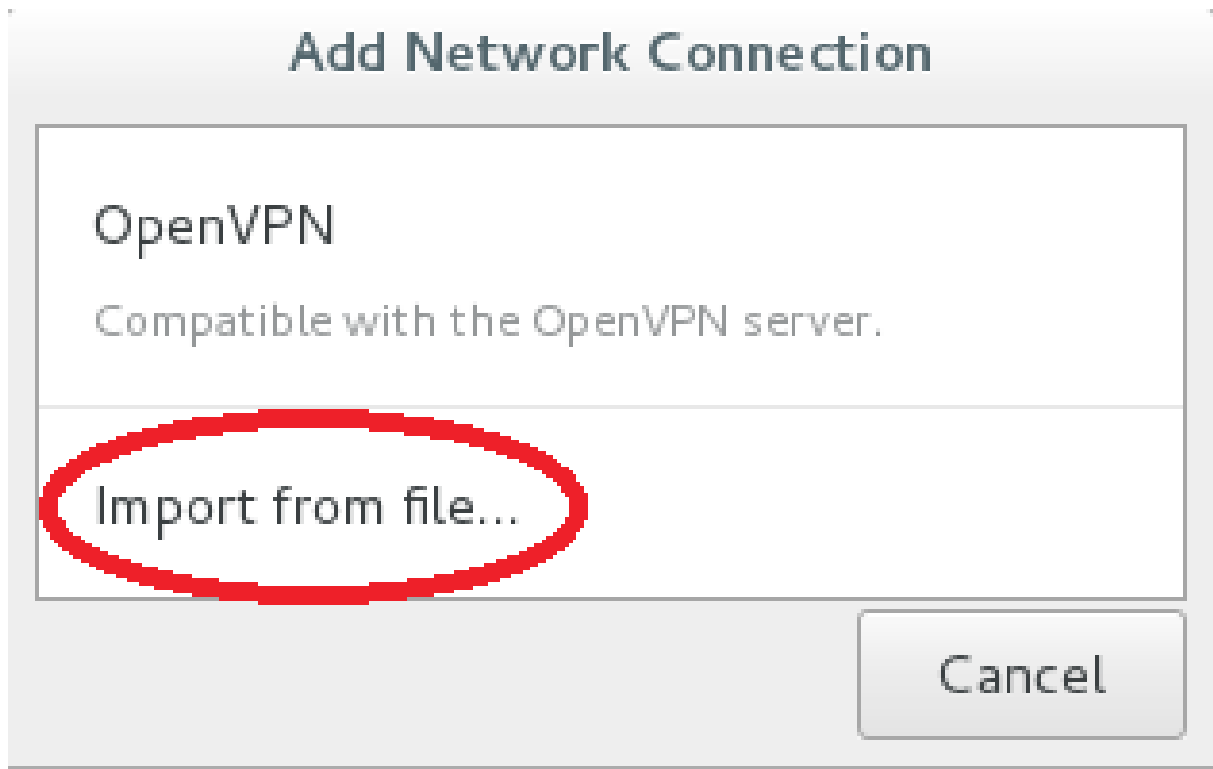 Add Network Connection
OpenVPN
Compatible with the OpenVPN server.
Import from file...
Cancel